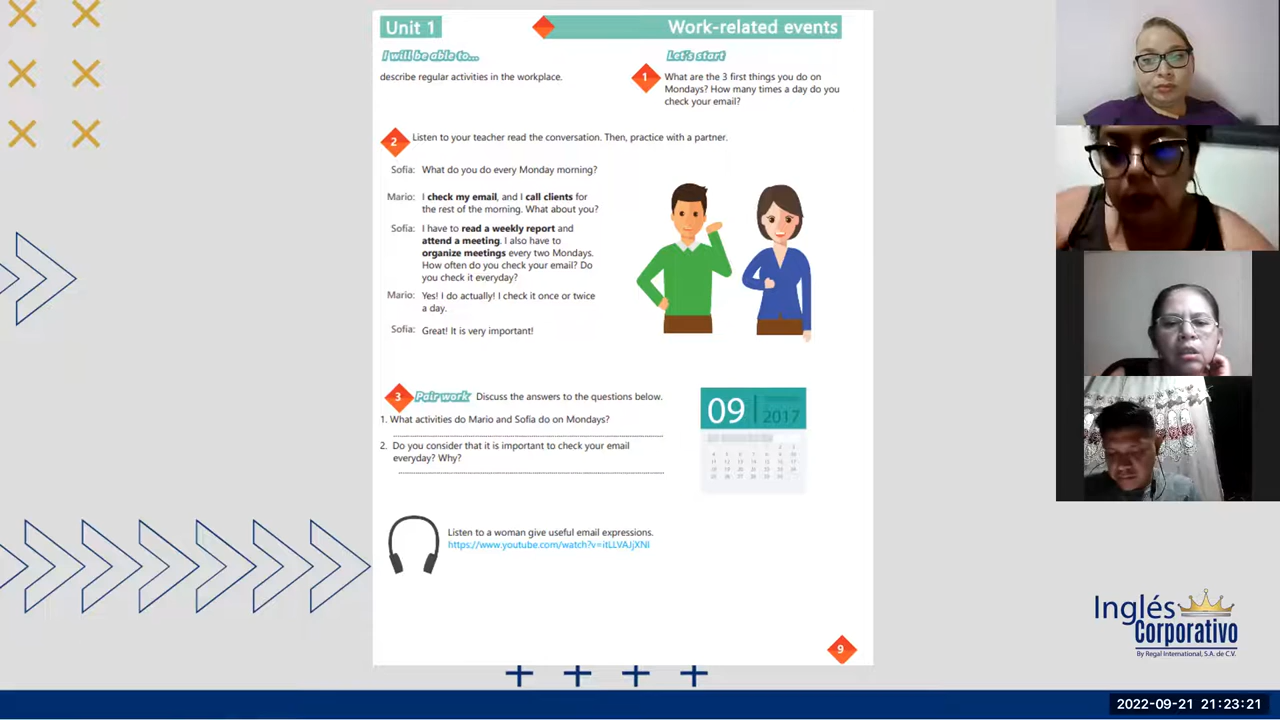 Unit 1
Work-related events
I will be able to...
Let's start
describe regular activities in the workplace.
1
What are the 3 first things you do on
Mondays? How many times a day do you
check your email?
2
Listen to your teacher read the conversation. Then, practice with a partner.
Sofia: What do you do every Monday morning?
Mario: I check my email, and I call clients for
the rest of the morning. What about you?
Sofia: I have to read a weekly report and
attend a meeting. I also have to
organize meetings every two Mondays.
How often do you check your email? Do
you check it everyday?
Mario: Yes! I do actually! I check it once or twice
a day.
Sofia: Great! It is very important!
3
Pair work Discuss the answers to the questions below.
1. What activities do Mario and Sofia do on Mondays?
2. Do you consider that it is important to check your email
everyday? Why?
09
2017
Listen to a woman give useful email expressions.
https://www.youtube.com/watch?v=itLLVAJjXNI
9
Inglés
Corporativo
By Regal International, S.A. de C.V.
2022-09-21 21:23:21